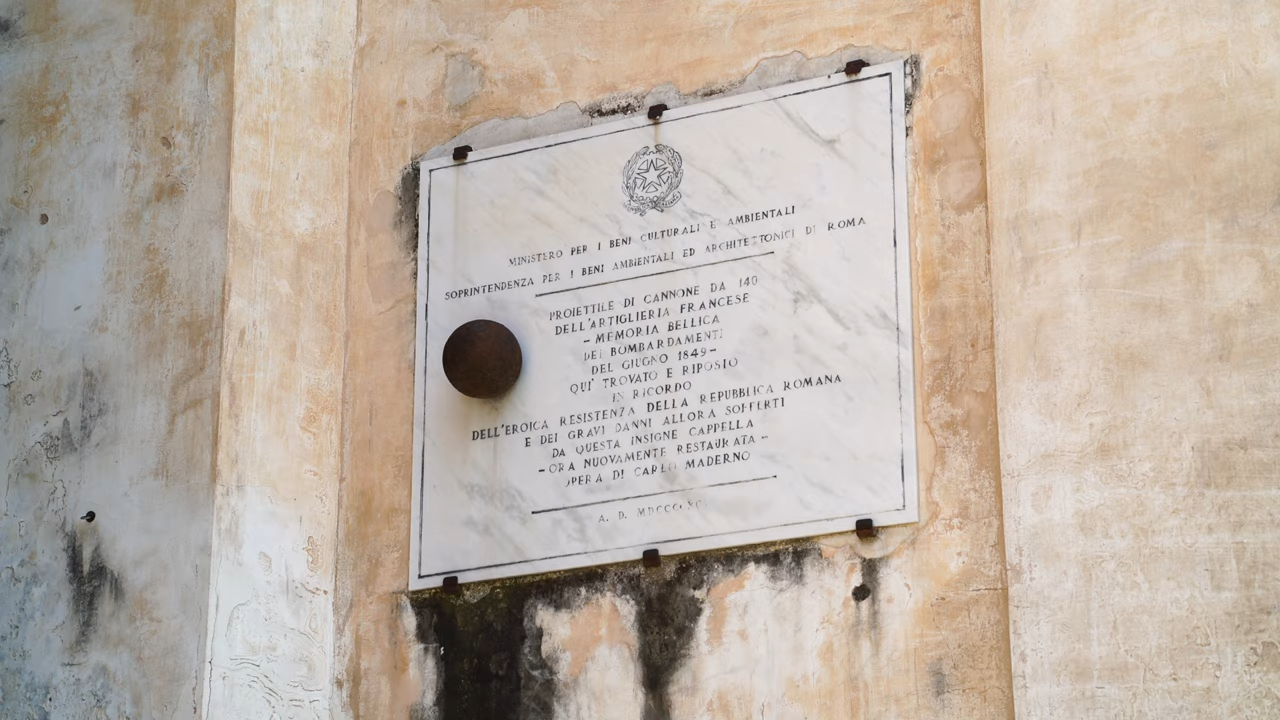 MINISTERO PER I BENI CULTURALI E AMBIENTALI
SOPRINTENDENZA PER I BENI AMBIENTALI ED ARCHITETTONICI DI ROMA
PROIETTILE DI CANNONE DA 140
DELL'ARTIGLIERIA FRANCESE
- MEMORIA BELLICA
DEI BOMBARDAMENTI
DEL GIUGNO 1849 -
QUI' TROVATO E RIPOSTO
IN RICORDO
DELL'EROICA RESISTENZA DELLA REPUBBLICA ROMANA
E DEI GRAVI DANNI ALLORA SOFFERTI
DA QUESTA INSIGNE CAPPELLA
- ORA NUOVAMENTE RESTAURATA -
OPERA DI CARLO MADERNO
A. D.